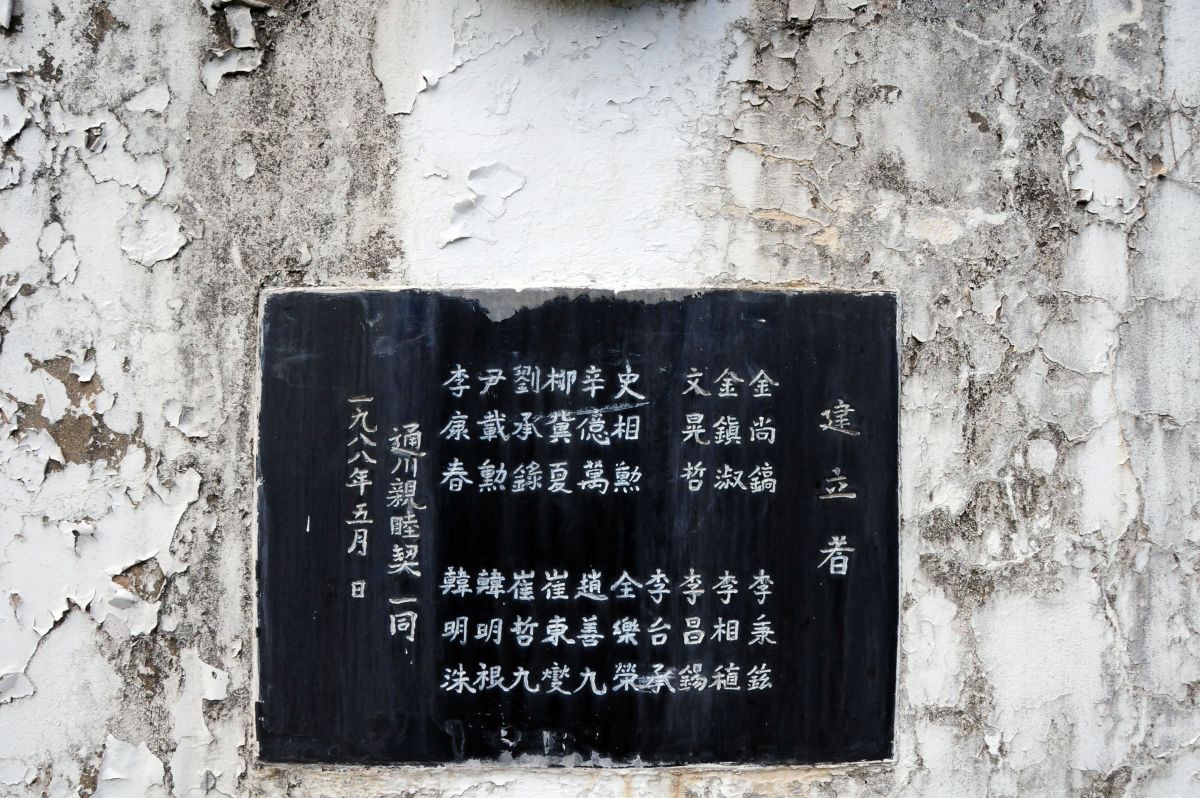 建立者
金尚鎬 李秉鉉
金鎭淑 李相稙
文晃哲 李昌錫
李台承
史相勲 全樂榮
辛億萬 趙善九
柳冀夏 崔東燮
劉承錄 崔哲九
尹載勲 韓明根
李康春 韓明洙
通川親睦契一同
一九八八年五月 日